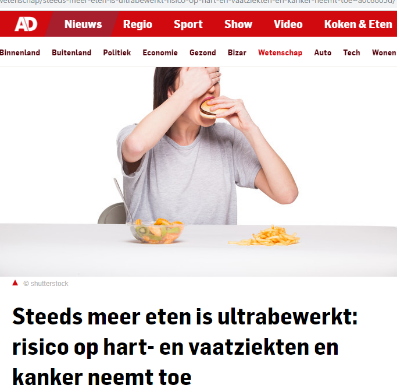 AD Nieuws Regio Sport Show Video Koken & Eten
Binnenland Buitenland Politiek Economie Gezond Bizar Wetenschap Auto Tech Wonen
© shutterstock
Steeds meer eten is ultrabewerkt:
risico op hart- en vaatziekten en
kanker neemt toe